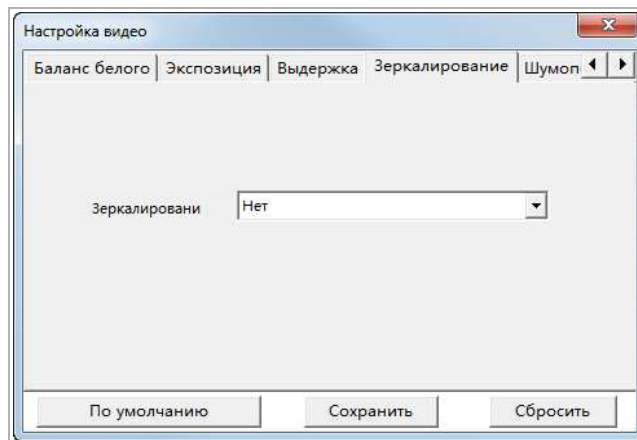 Настройка видео
Баланс белого Экспозиция Выдержка Зеркалирование Шумоп
Зеркалировани Нет
По умолчанию Сохранить Сбросить